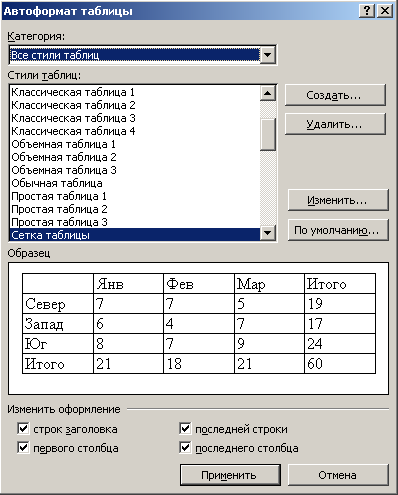 Автоформат таблицы
Категория:
Все стили таблиц
Стили таблиц:
Классическая таблица 1
Классическая таблица 2
Классическая таблица 3
Классическая таблица 4
Объемная таблица 1
Объемная таблица 2
Объемная таблица 3
Обычная таблица
Простая таблица 1
Простая таблица 2
Простая таблица 3
Сетка таблицы
Создать...
Удалить...
Изменить...
По умолчанию...
Образец
Янв Фев Мар Итого
Север 7 7 5 19
Запад 6 4 7 17
Юг 8 7 9 24
Итого 21 18 21 60
Изменить оформление
строк заголовка последней строки
первого столбца последнего столбца
Применить Отмена